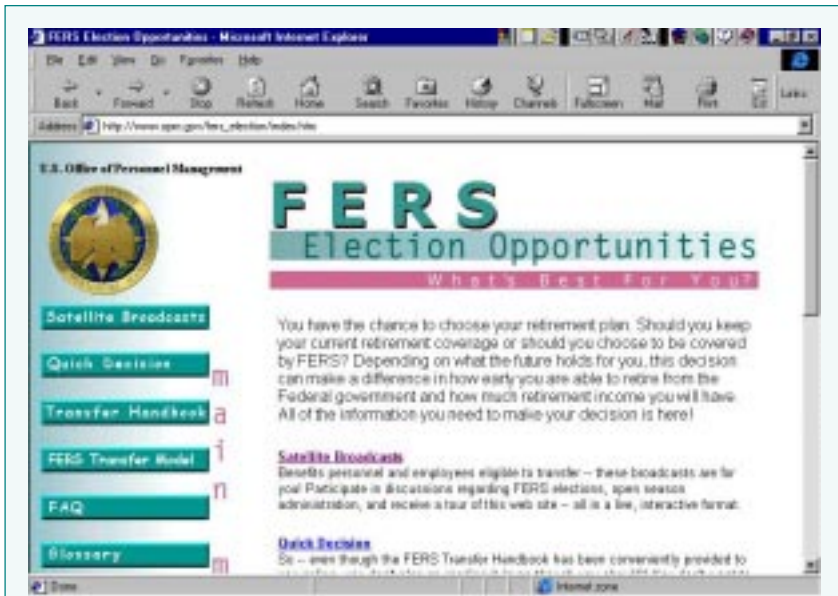 FERS Election Opportunities - Microsoft Internet Explorer
File Edit View Go Favorites Help
Back Forward Stop Refresh Home Search Favorites History Channels Fullscreen Mail Print Edit Links
Address http://www.opm.gov/fers_election/index.htm
U.S. Office of Personnel Management
FERS
Election Opportunities
What's Best For You?
Satellite Broadcasts
Quick Decision
Transfer Handbook
FERS Transfer Model
FAQ
Glossary
m
a
i
n
m
You have the chance to choose your retirement plan. Should you keep
your current retirement coverage or should you choose to be covered
by FERS? Depending on what the future holds for you, this decision
can make a difference in how early you are able to retire from the
Federal government and how much retirement income you will have.
All of the information you need to make your decision is here!
Satellite Broadcasts
Benefits personnel and employees eligible to transfer -- these broadcasts are for
you! Participate in discussions regarding FERS elections, open season
administration, and receive a tour of this web site -- all in a live, interactive format.
Quick Decision
So -- even though the FERS Transfer Handbook has been conveniently provided to
Done
Internet zone